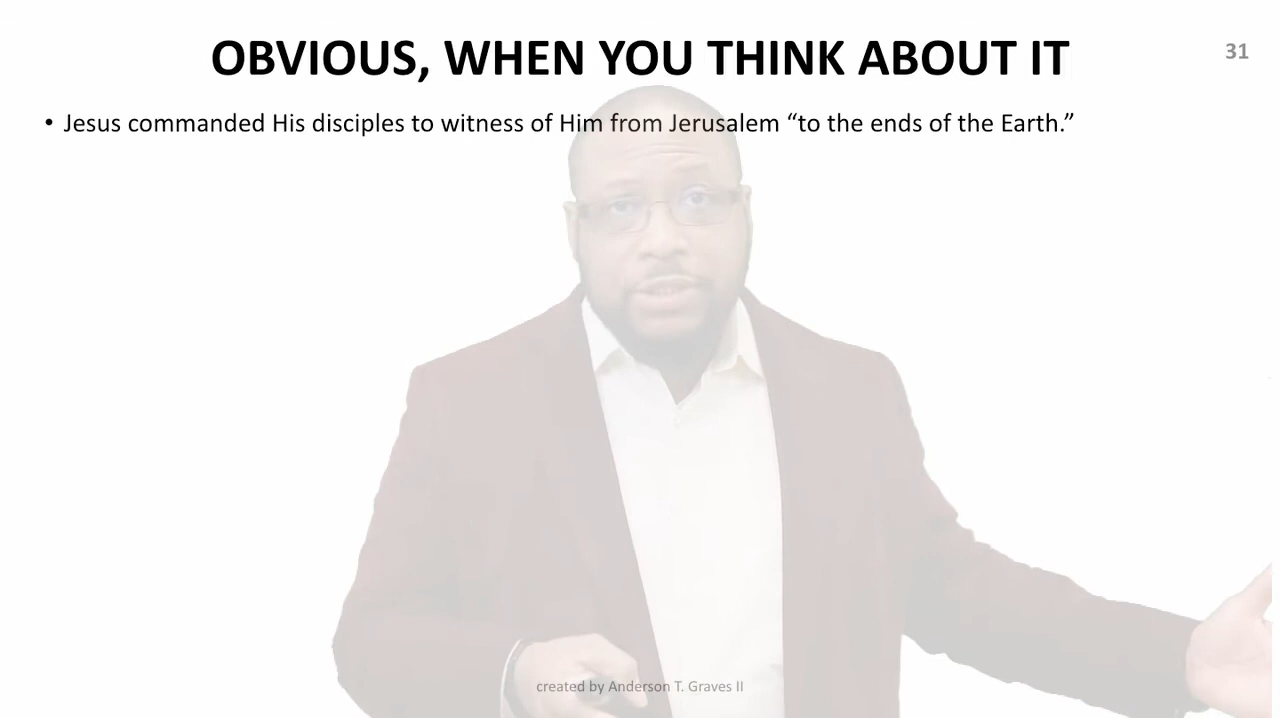 OBVIOUS, WHEN YOU THINK ABOUT IT
31
• Jesus commanded His disciples to witness of Him from Jerusalem “to the ends of the Earth.”
created by Anderson T. Graves II